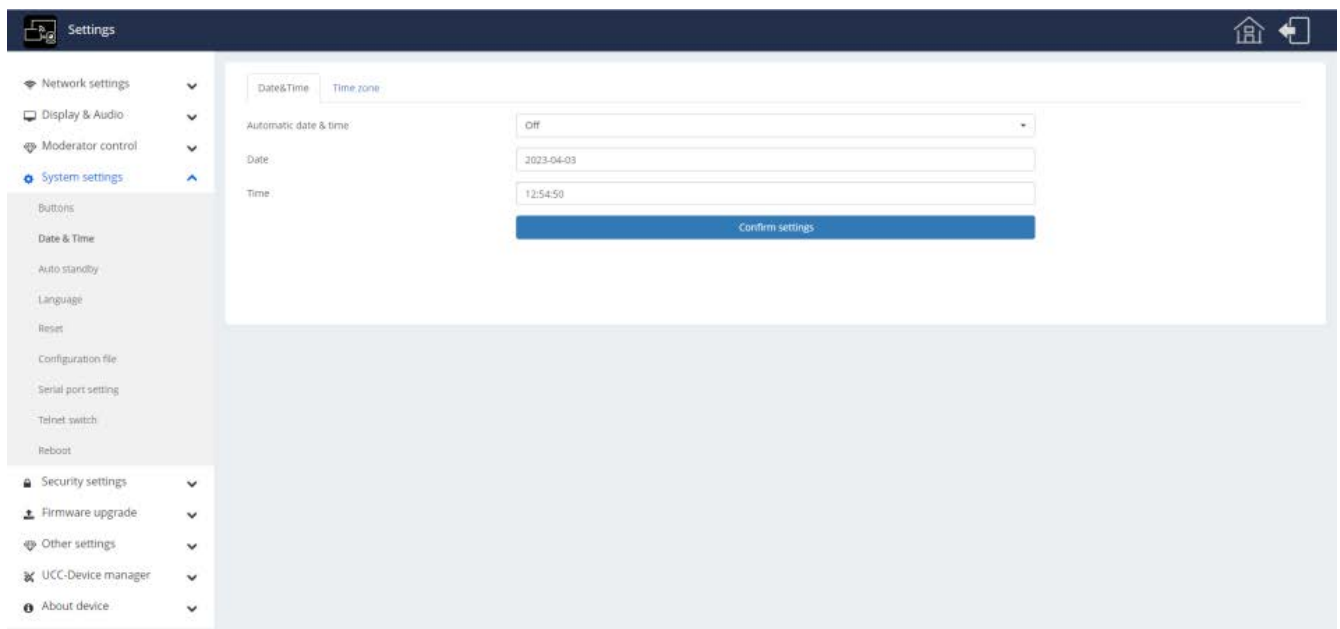 Settings
Network settings
Display & Audio
Moderator control
System settings
Buttons
Date & Time
Auto standby
Language
Reset
Configuration file
Serial port setting
Telnet switch
Reboot
Security settings
Firmware upgrade
Other settings
UCC-Device manager
About device
Date&Time Time zone
Automatic date & time Off
Date 2023-04-03
Time 12:54:50
Confirm settings